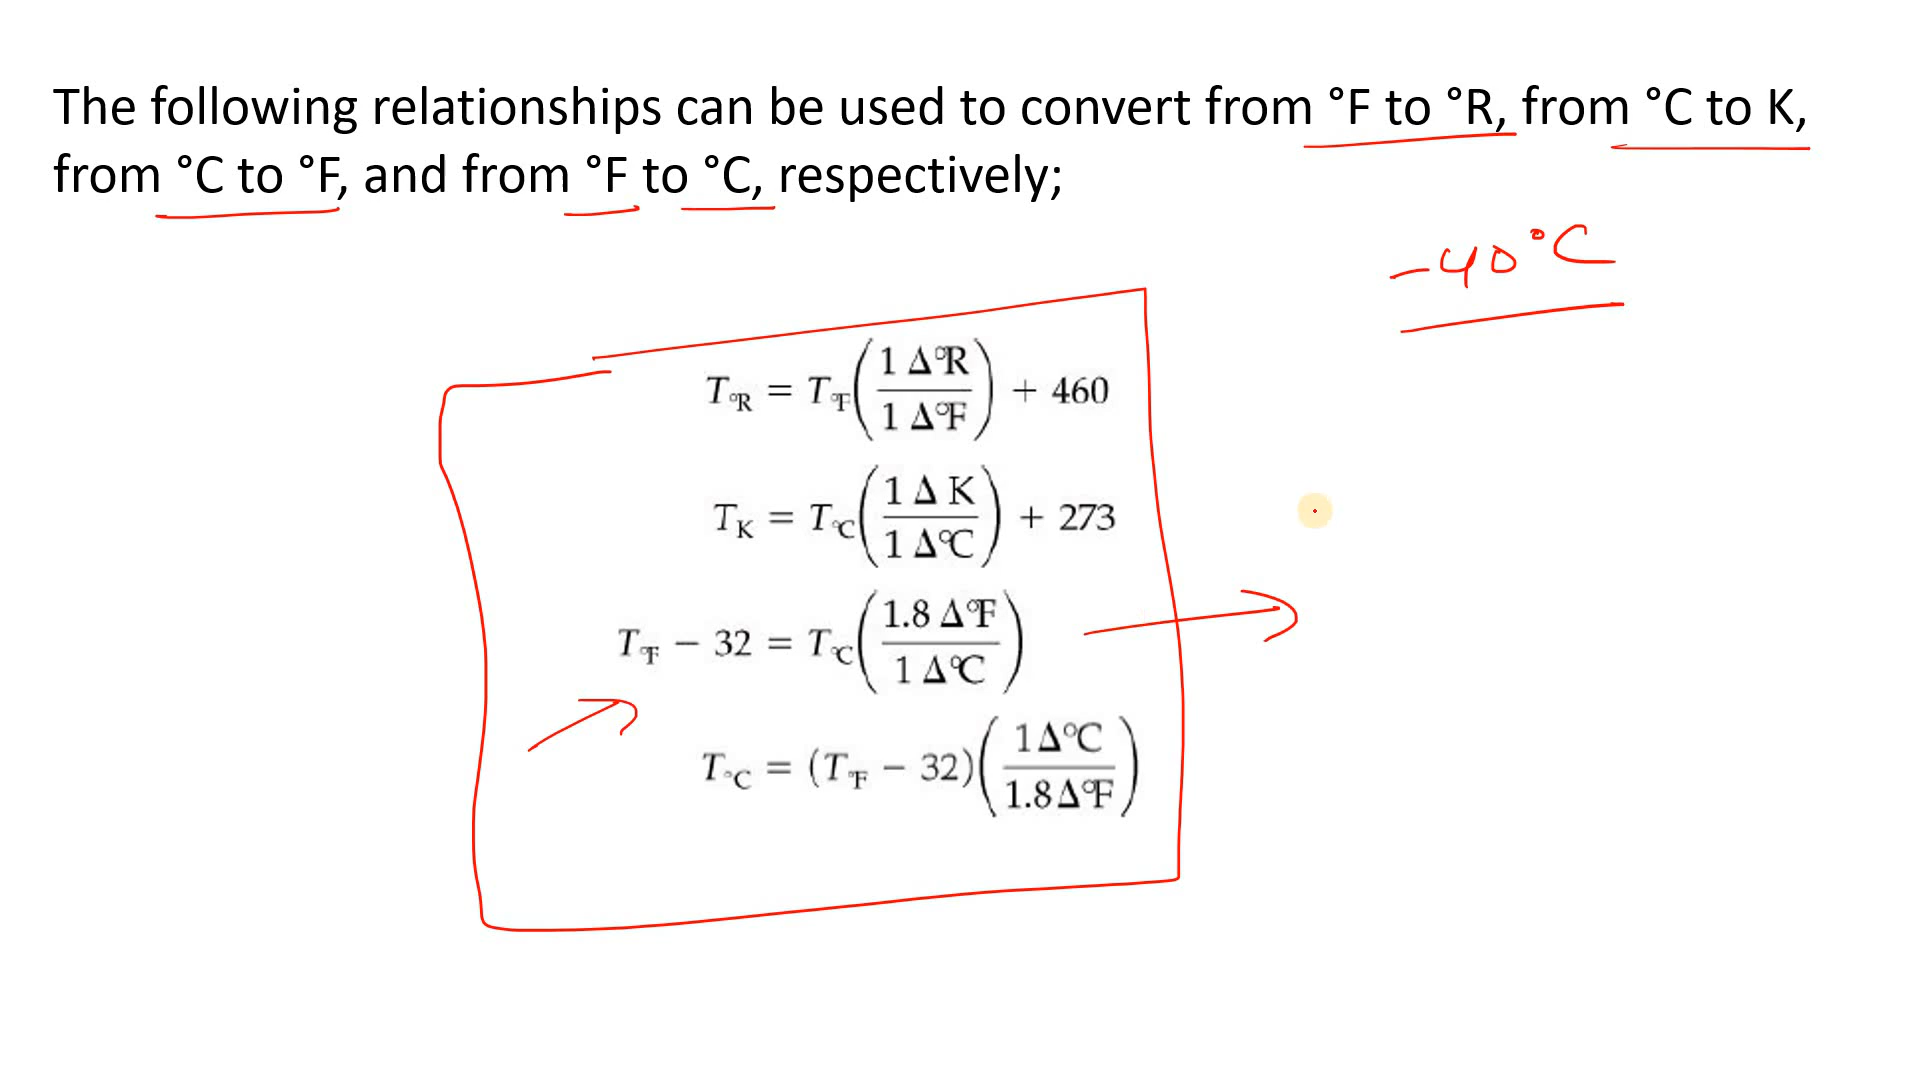 The following relationships can be used to convert from °F to °R, from °C to K,
from °C to °F, and from °F to °C, respectively;
-40°C
T°R = T°F(1 Δ°R / 1 Δ°F) + 460
TK = T°C(1 Δ K / 1 Δ°C) + 273
T°F − 32 = T°C(1.8 Δ°F / 1 Δ°C)
T°C = (T°F − 32)(1Δ°C / 1.8Δ°F)